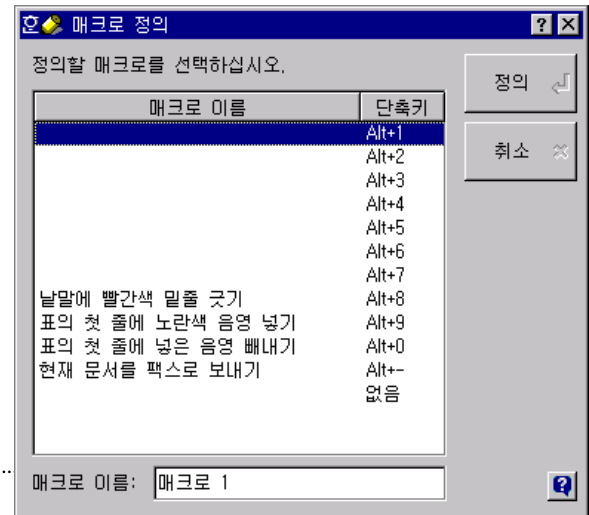 매크로 정의
정의할 매크로를 선택하십시오.
정의
취소
매크로 이름 단축키
Alt+1
Alt+2
Alt+3
Alt+4
Alt+5
Alt+6
Alt+7
낱말에 빨간색 밑줄 긋기 Alt+8
표의 첫 줄에 노란색 음영 넣기 Alt+9
표의 첫 줄에 넣은 음영 빼내기 Alt+0
현재 문서를 팩스로 보내기 Alt+-
없음
...
매크로 이름: 매크로 1